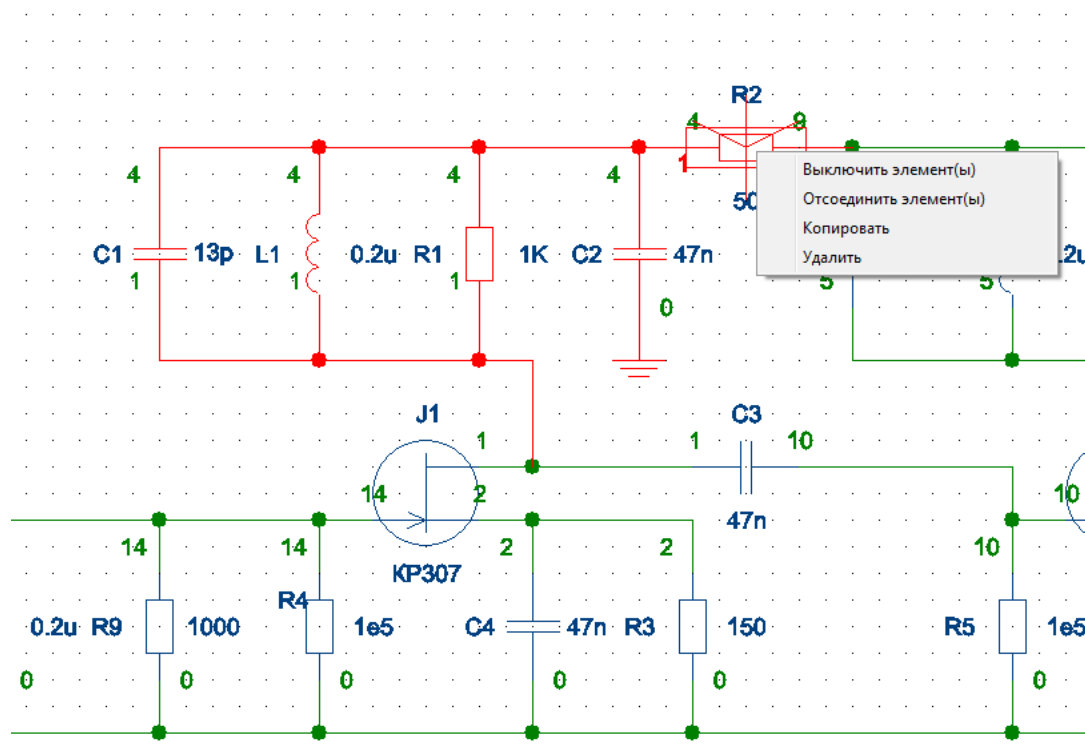 R2
4 8
1
50
Выключить элемент(ы)
Отсоединить элемент(ы)
Копировать
Удалить
4 4 4 4
C1 13p L1 0.2u R1 1K C2 47n
1 1 1 5 5
0
J1 C3
1 1 10
14 2 10
47n
14 14 2 2 10
KP307
R4
0.2u R9 1000 1e5 C4 47n R3 150 R5 1e5
0 0 0 0 0 0